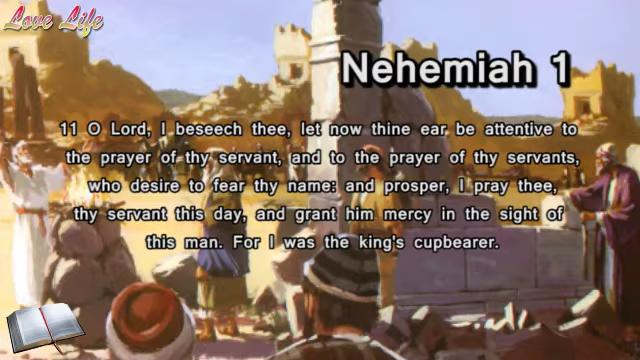 Love Life
Nehemiah 1
11 O Lord, I beseech thee, let now thine ear be attentive to
the prayer of thy servant, and to the prayer of thy servants,
who desire to fear thy name: and prosper, I pray thee,
thy servant this day, and grant him mercy in the sight of
this man. For I was the king's cupbearer.